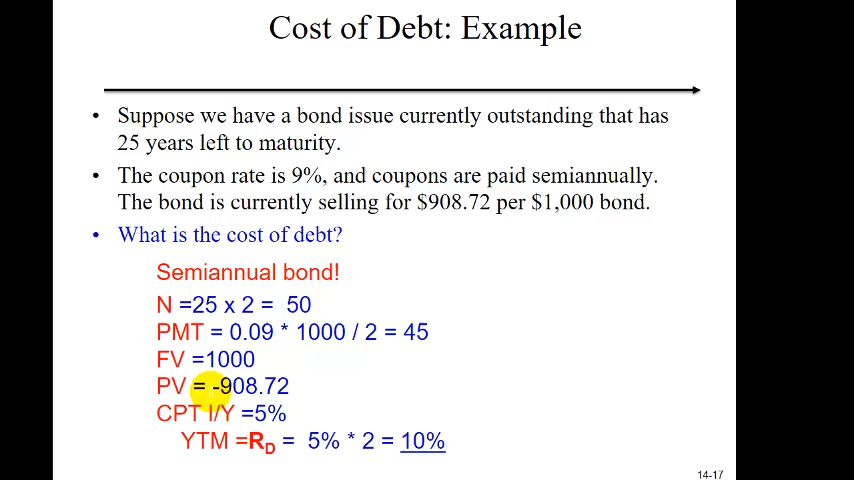 Cost of Debt: Example
• Suppose we have a bond issue currently outstanding that has
25 years left to maturity.
• The coupon rate is 9%, and coupons are paid semiannually.
The bond is currently selling for $908.72 per $1,000 bond.
• What is the cost of debt?
Semiannual bond!
N =25 x 2 = 50
PMT = 0.09 * 1000 / 2 = 45
FV =1000
PV = -908.72
CPT I/Y =5%
YTM =RD = 5% * 2 = 10%
14-17